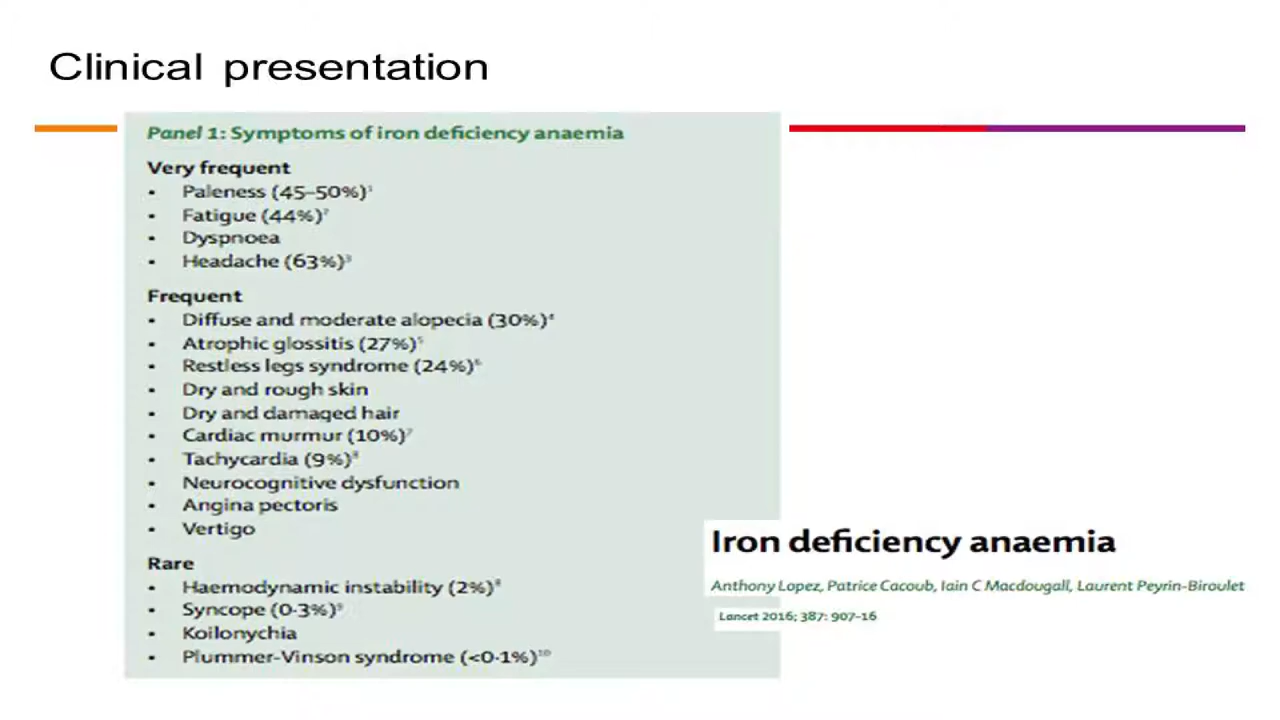 Clinical presentation
Panel 1: Symptoms of iron deficiency anaemia
Very frequent
• Paleness (45–50%)¹
• Fatigue (44%)²
• Dyspnoea
• Headache (63%)³
Frequent
• Diffuse and moderate alopecia (30%)⁴
• Atrophic glossitis (27%)⁵
• Restless legs syndrome (24%)⁶
• Dry and rough skin
• Dry and damaged hair
• Cardiac murmur (10%)⁷
• Tachycardia (9%)⁸
• Neurocognitive dysfunction
• Angina pectoris
• Vertigo
Rare
• Haemodynamic instability (2%)⁸
• Syncope (0·3%)⁹
• Koilonychia
• Plummer-Vinson syndrome (<0·1%)¹⁰
Iron deficiency anaemia
Anthony Lopez, Patrice Cacoub, Iain C Macdougall, Laurent Peyrin-Biroulet
Lancet 2016; 387: 907–16